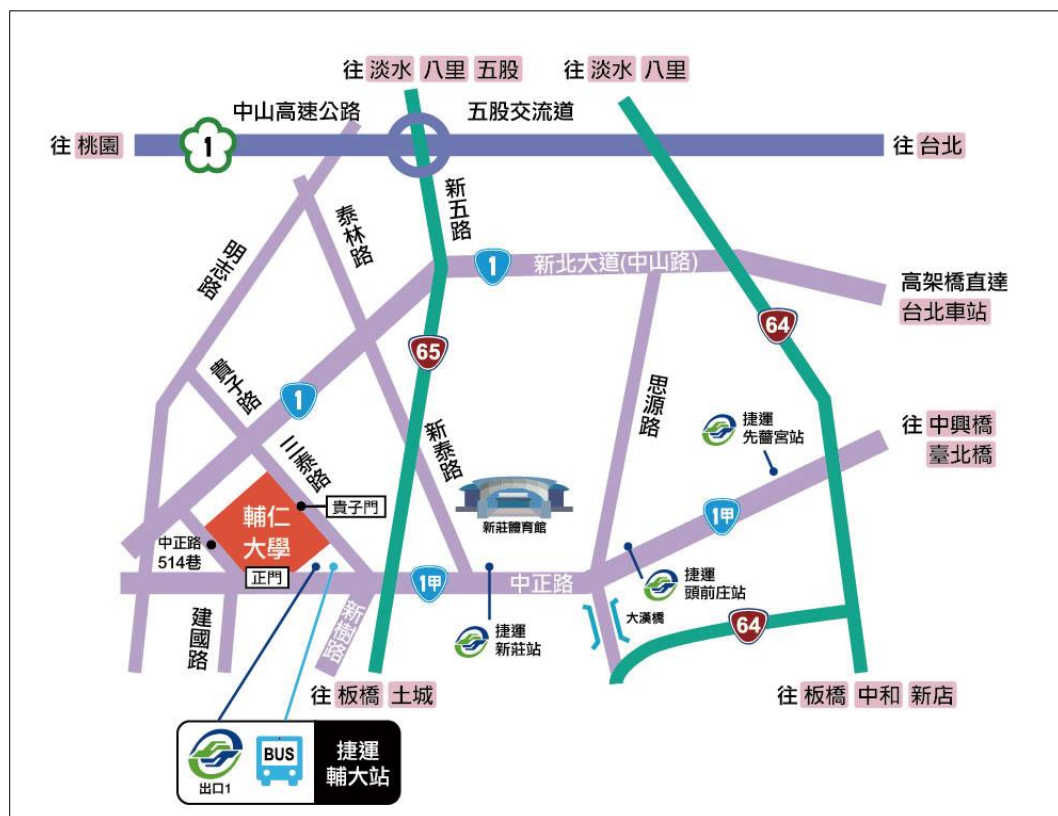 往 淡水 八里 五股
往 淡水 八里
中山高速公路
五股交流道
往 桃園
1
往 台北
新五路
泰林路
明志路
1
新北大道(中山路)
高架橋直達
台北車站
65
64
貴子路
1
思源路
捷運
先嗇宮站
往 中興橋
臺北橋
新泰路
三泰路
新莊體育館
貴子門
輔仁
大學
1甲
中正路
514巷
正門
1甲
中正路
捷運
頭前庄站
建國路
新樹路
捷運
新莊站
大漢橋
64
往 板橋 土城
往 板橋 中和 新店
BUS
出口1
捷運
輔大站